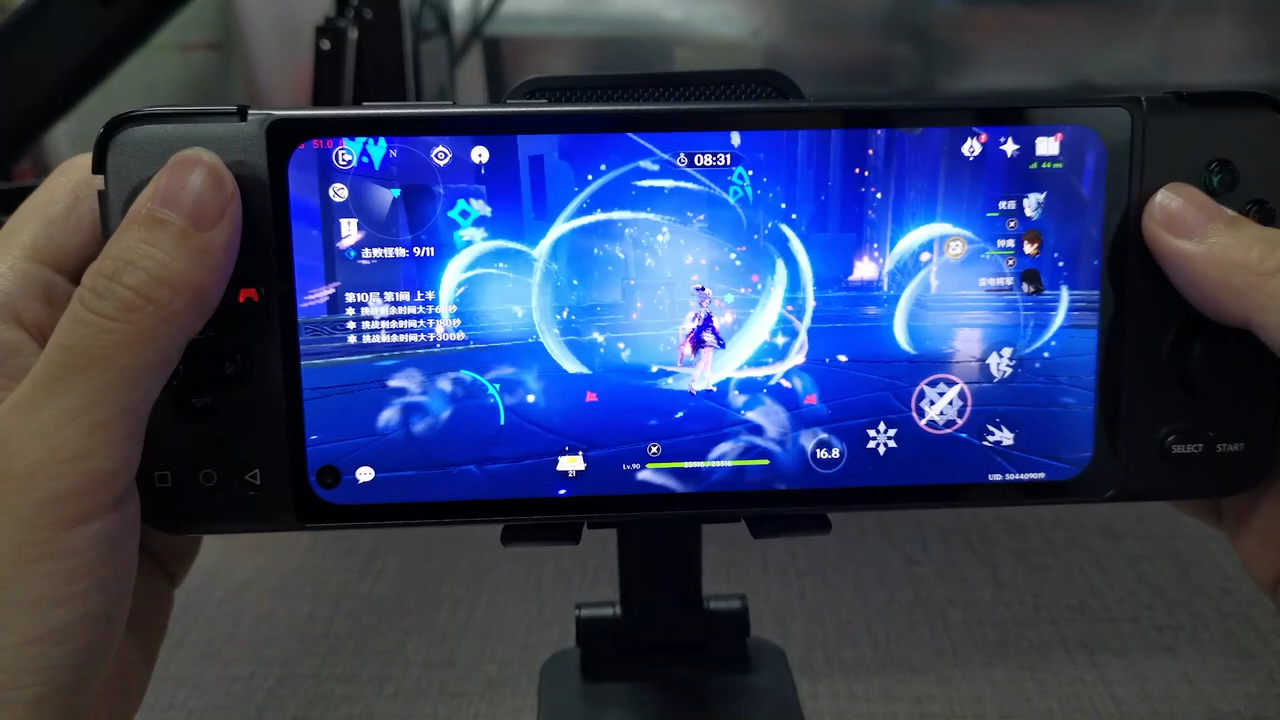 51.0
N
08:31
44 ms
优菈
击败怪物: 9/11
钟离
雷电将军
第10层 第1间 上半
挑战剩余时间大于60秒
挑战剩余时间大于180秒
挑战剩余时间大于300秒
16.8
21
Lv.90
23516 / 23516
UID: 504409019
SELECT
START